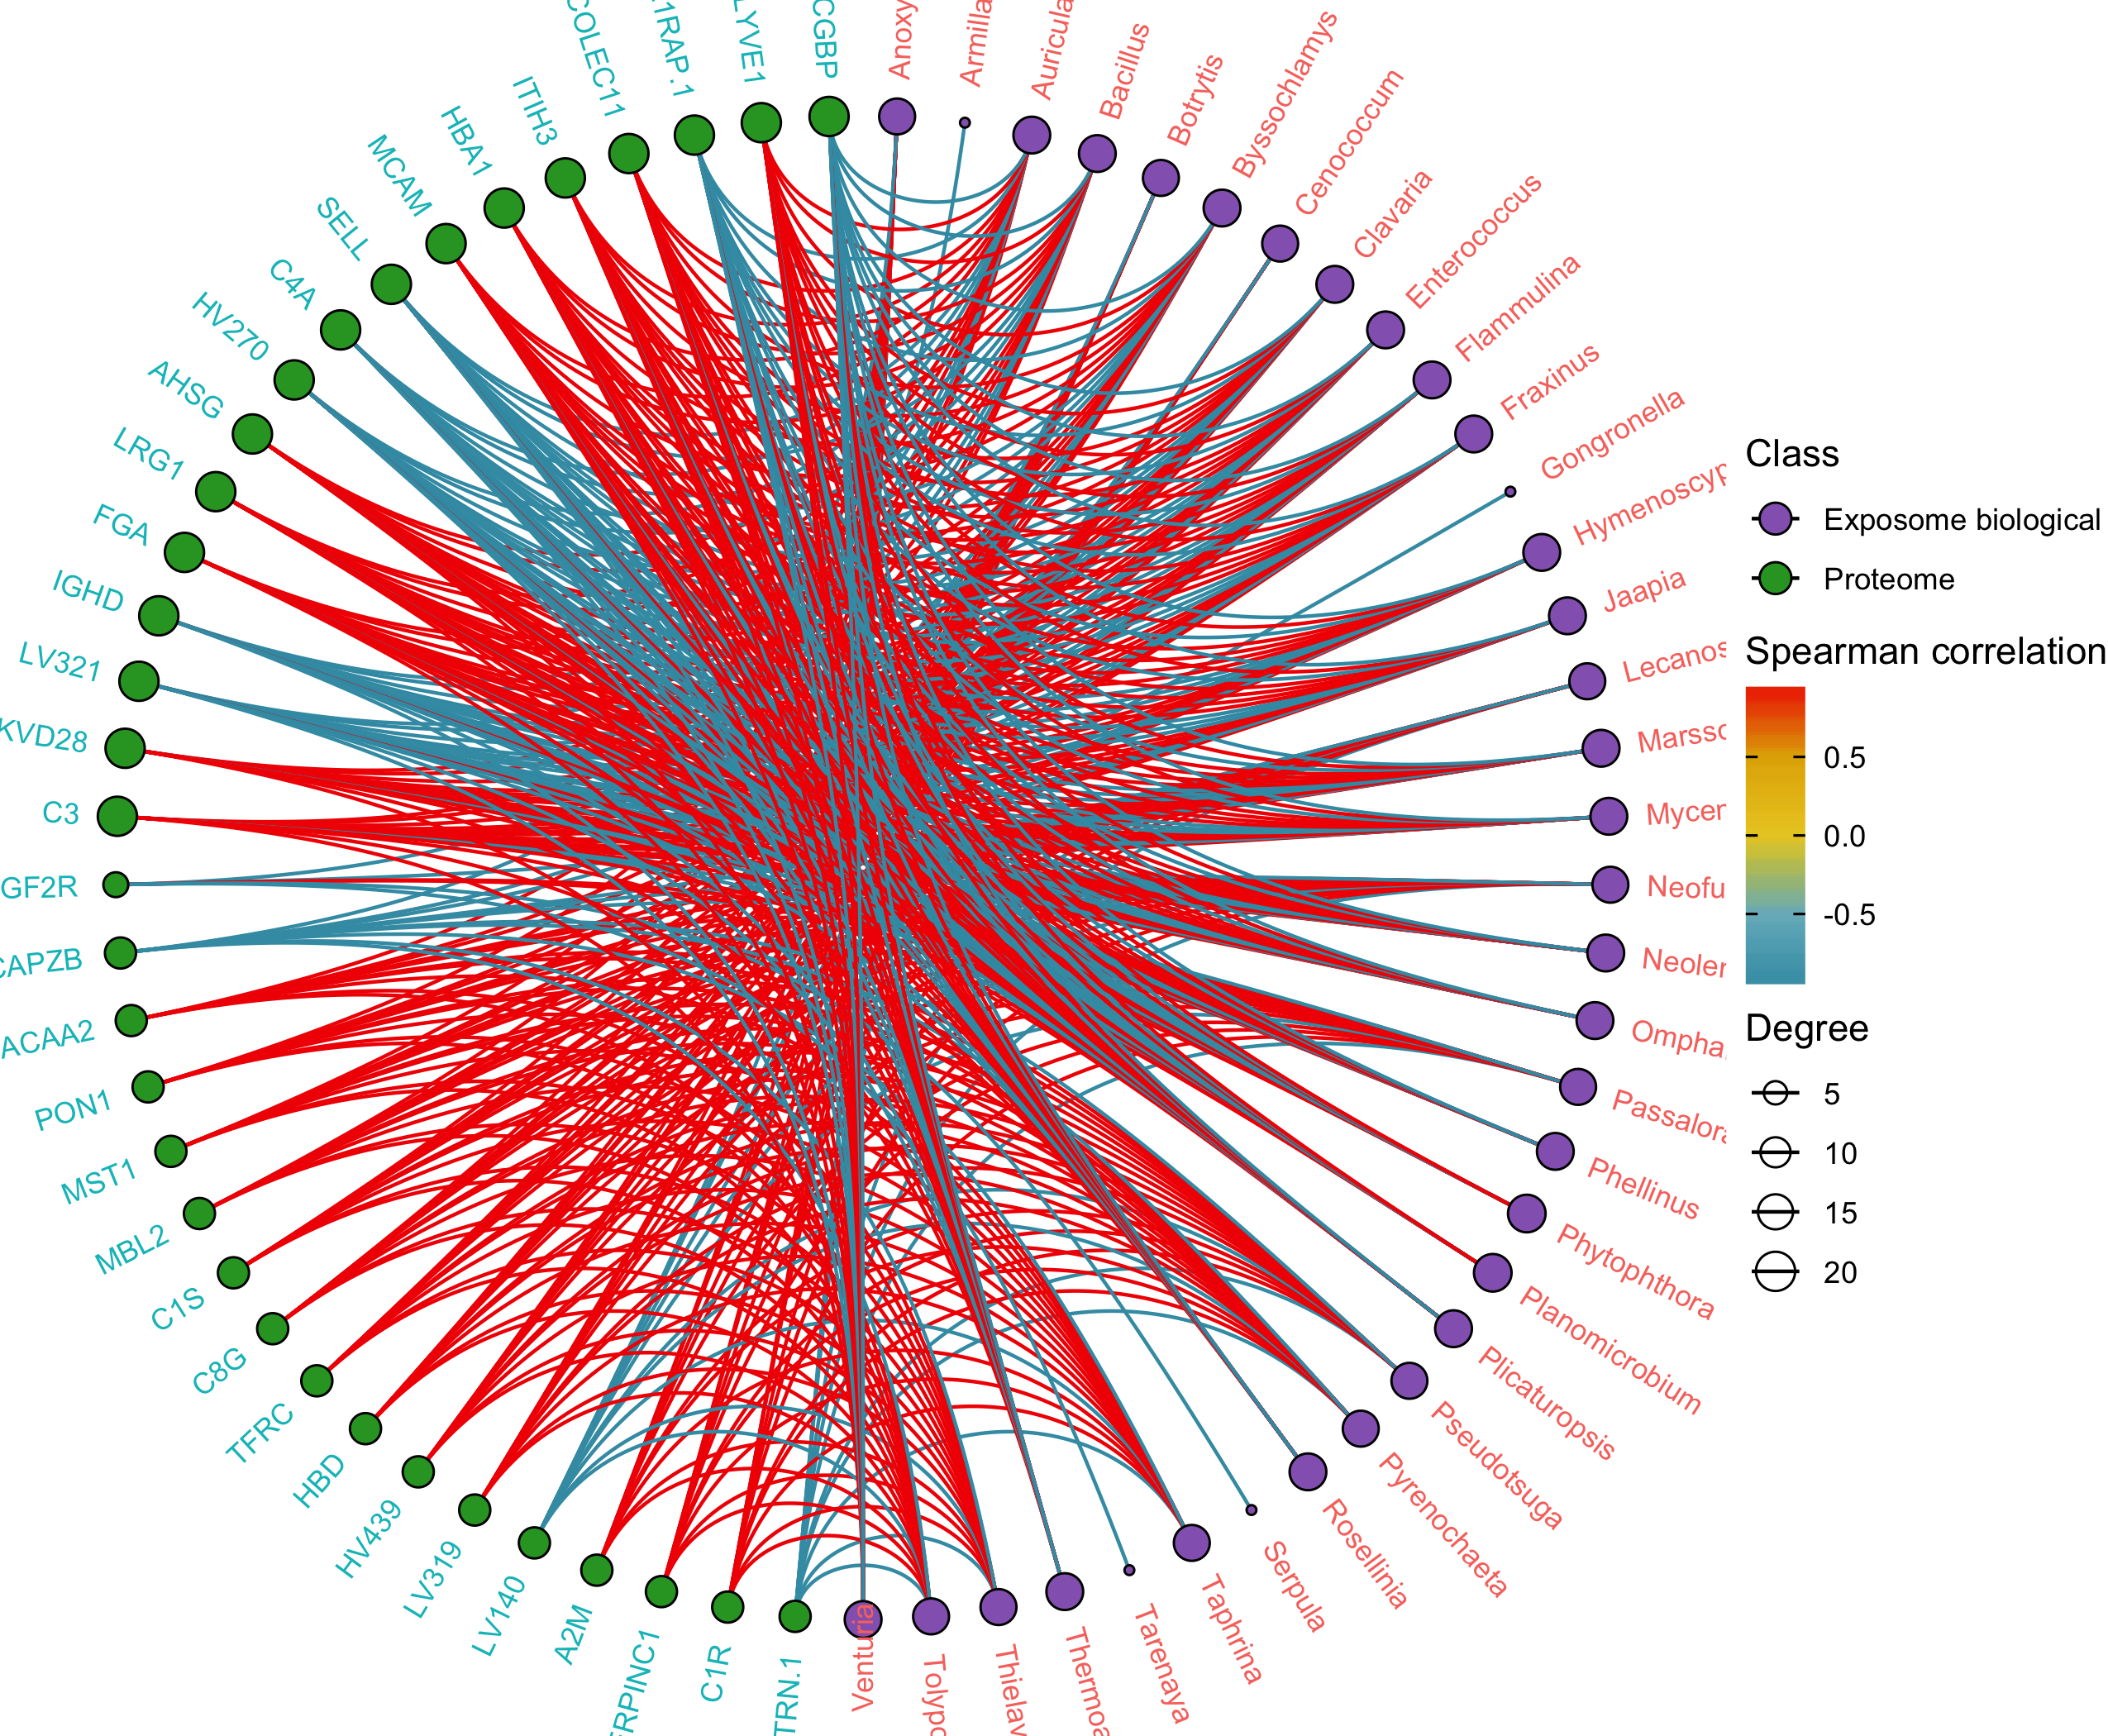 COLEC11
1RAP.1
LYVE1
CGBP
Anoxy
Armilla
Auricula
Bacillus
Botrytis
Byssochlamys
Cenococcum
Clavaria
Enterococcus
Flammulina
Fraxinus
Gongronella
Hymenoscyp
Jaapia
Lecanos
Marssc
Mycer
Neofu
Neoler
Ompha
Passalora
Phellinus
Phytophthora
Planomicrobium
Plicaturopsis
Pseudotsuga
Pyrenochaeta
Rosellinia
Serpula
Taphrina
Tarenaya
Thermoa
Thielav
Tolypo
Venturia
TRN.1
C1R
RPINC1
A2M
LV140
LV319
HV439
HBD
TFRC
C8G
C1S
MBL2
MST1
PON1
ACAA2
CAPZB
GF2R
C3
KVD28
LV321
IGHD
FGA
LRG1
AHSG
HV270
C4A
SELL
MCAM
HBA1
ITIH3
Class
Exposome biological
Proteome
Spearman correlation
0.5
0.0
-0.5
Degree
5
10
15
20